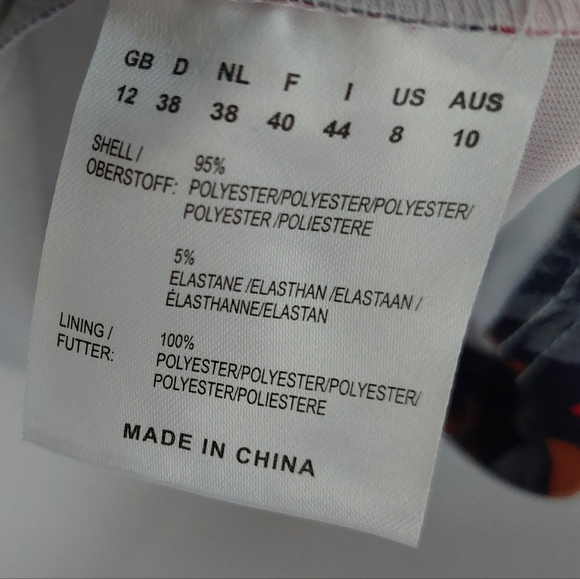 GB D NL F I US AUS
12 38 38 40 44 8 10
SHELL / 95%
OBERSTOFF: POLYESTER/POLYESTER/POLYESTER/
POLYESTER /POLIESTERE
5%
ELASTANE /ELASTHAN /ELASTAAN /
ÉLASTHANNE/ELASTAN
LINING / 100%
FUTTER: POLYESTER/POLYESTER/POLYESTER/
POLYESTER/POLIESTERE
MADE IN CHINA